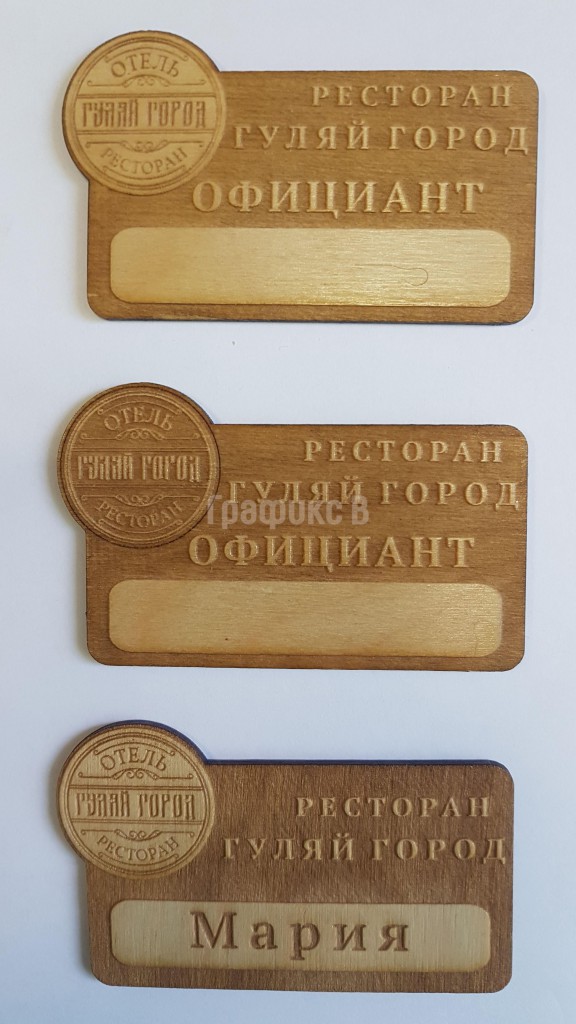 ОТЕЛЬ
ГУЛЯЙ ГОРОД
РЕСТОРАН
РЕСТОРАН
ГУЛЯЙ ГОРОД
ОФИЦИАНТ
ОТЕЛЬ
ГУЛЯЙ ГОРОД
РЕСТОРАН
РЕСТОРАН
ГУЛЯЙ ГОРОД
Графикс В
ОФИЦИАНТ
ОТЕЛЬ
ГУЛЯЙ ГОРОД
РЕСТОРАН
РЕСТОРАН
ГУЛЯЙ ГОРОД
Мария